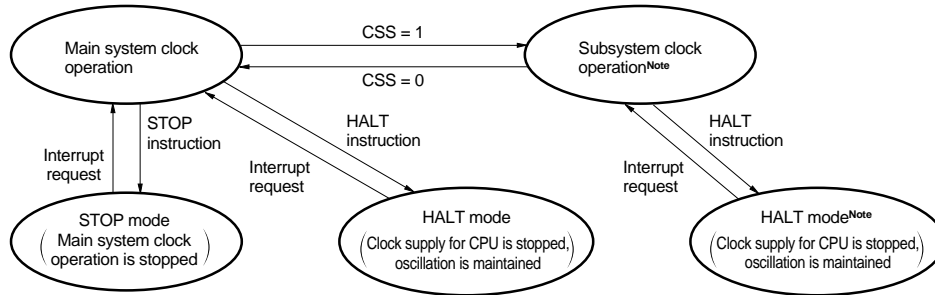 Main system clock
operation
CSS = 1
CSS = 0
Subsystem clock
operationNote
STOP
instruction
Interrupt
request
HALT
instruction
Interrupt
request
HALT
instruction
Interrupt
request
STOP mode
(Main system clock
operation is stopped)
HALT mode
(Clock supply for CPU is stopped,
oscillation is maintained)
HALT modeNote
(Clock supply for CPU is stopped,
oscillation is maintained)